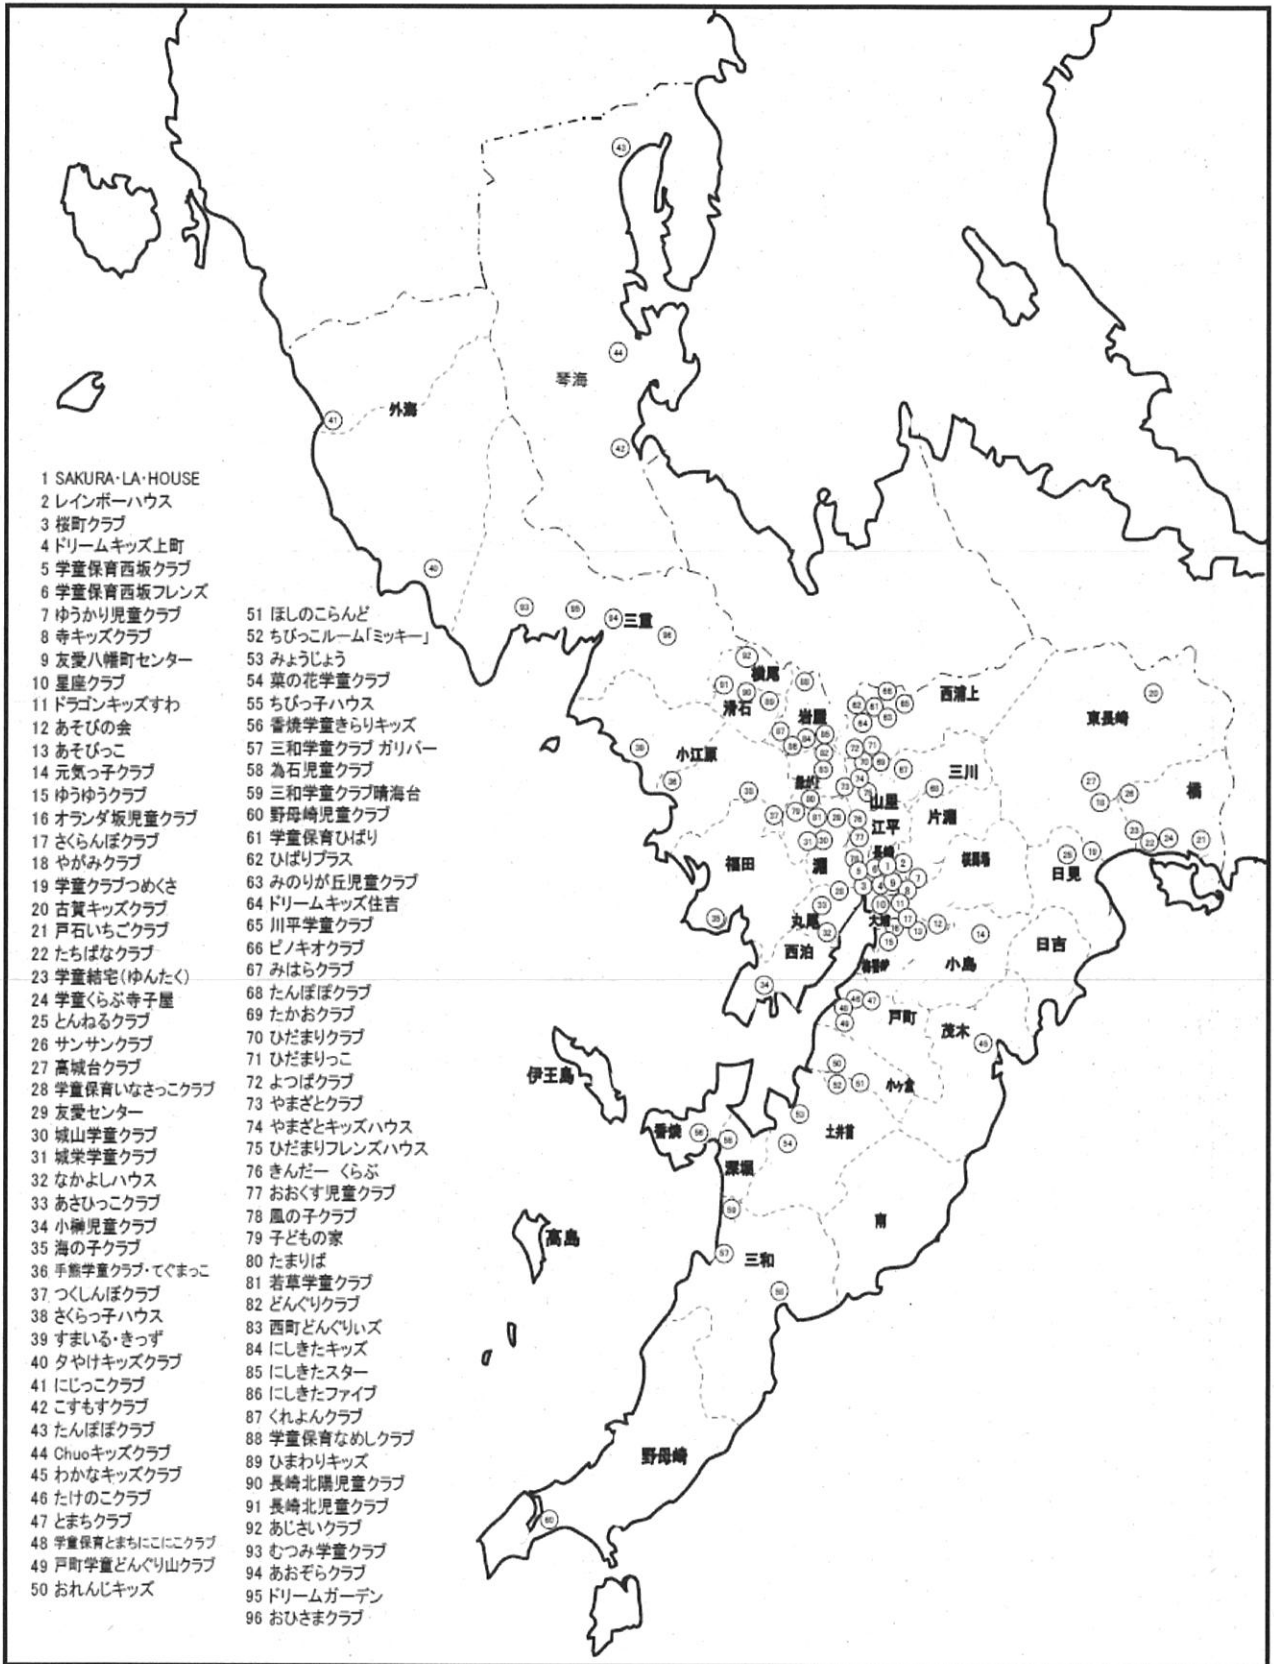 1 SAKURA・LA・HOUSE
2 レインボーハウス
3 桜町クラブ
4 ドリームキッズ上町
5 学童保育西坂クラブ
6 学童保育西坂フレンズ
7 ゆうかり児童クラブ
8 寺キッズクラブ
9 友愛八幡町センター
10 星座クラブ
11 ドラゴンキッズすわ
12 あそびの会
13 あそびっこ
14 元気っ子クラブ
15 ゆうゆうクラブ
16 オランダ坂児童クラブ
17 さくらんぼクラブ
18 やがみクラブ
19 学童クラブつめくさ
20 古賀キッズクラブ
21 戸石いちごクラブ
22 たちばなクラブ
23 学童結宅(ゆんたく)
24 学童くらぶ寺子屋
25 とんねるクラブ
26 サンサンクラブ
27 高城台クラブ
28 学童保育いなさっこクラブ
29 友愛センター
30 城山学童クラブ
31 城栄学童クラブ
32 なかよしハウス
33 あさひっこクラブ
34 小榊児童クラブ
35 海の子クラブ
36 手熊学童クラブ・てぐまっこ
37 つくしんぼクラブ
38 さくらっ子ハウス
39 すまいる・きっず
40 夕やけキッズクラブ
41 にじっこクラブ
42 こすもすクラブ
43 たんぽぽクラブ
44 Chuoキッズクラブ
45 わかなキッズクラブ
46 たけのこクラブ
47 とまちクラブ
48 学童保育とまちにこにこクラブ
49 戸町学童どんぐり山クラブ
50 おれんじキッズ
51 ほしのこらんど
52 ちびっこルーム「ミッキー」
53 みょうじょう
54 菜の花学童クラブ
55 ちびっ子ハウス
56 香焼学童きらりキッズ
57 三和学童クラブ ガリバー
58 為石児童クラブ
59 三和学童クラブ晴海台
60 野母崎児童クラブ
61 学童保育ひばり
62 ひばりプラス
63 みのりが丘児童クラブ
64 ドリームキッズ住吉
65 川平学童クラブ
66 ピノキオクラブ
67 みはらクラブ
68 たんぽぽクラブ
69 たかおクラブ
70 ひだまりクラブ
71 ひだまりっこ
72 よつばクラブ
73 やまざとクラブ
74 やまざとキッズハウス
75 ひだまりフレンズハウス
76 きんだー くらぶ
77 おおくす児童クラブ
78 風の子クラブ
79 子どもの家
80 たまりば
81 若草学童クラブ
82 どんぐりクラブ
83 西町どんぐりぃズ
84 にしきたキッズ
85 にしきたスター
86 にしきたファイブ
87 くれよんクラブ
88 学童保育なめしクラブ
89 ひまわりキッズ
90 長崎北陽児童クラブ
91 長崎北児童クラブ
92 あじさいクラブ
93 むつみ学童クラブ
94 あおぞらクラブ
95 ドリームガーデン
96 おひさまクラブ
琴海
外海
三重
横尾
滑石
岩屋
西浦上
東長崎
小江原
三川
橘
山里
江平
片淵
福田
淵
長崎
桜馬場
日見
丸尾
大浦
西泊
小島
日吉
梅香崎
戸町
茂木
伊王島
小ヶ倉
香焼
土井首
深堀
南
高島
三和
野母崎